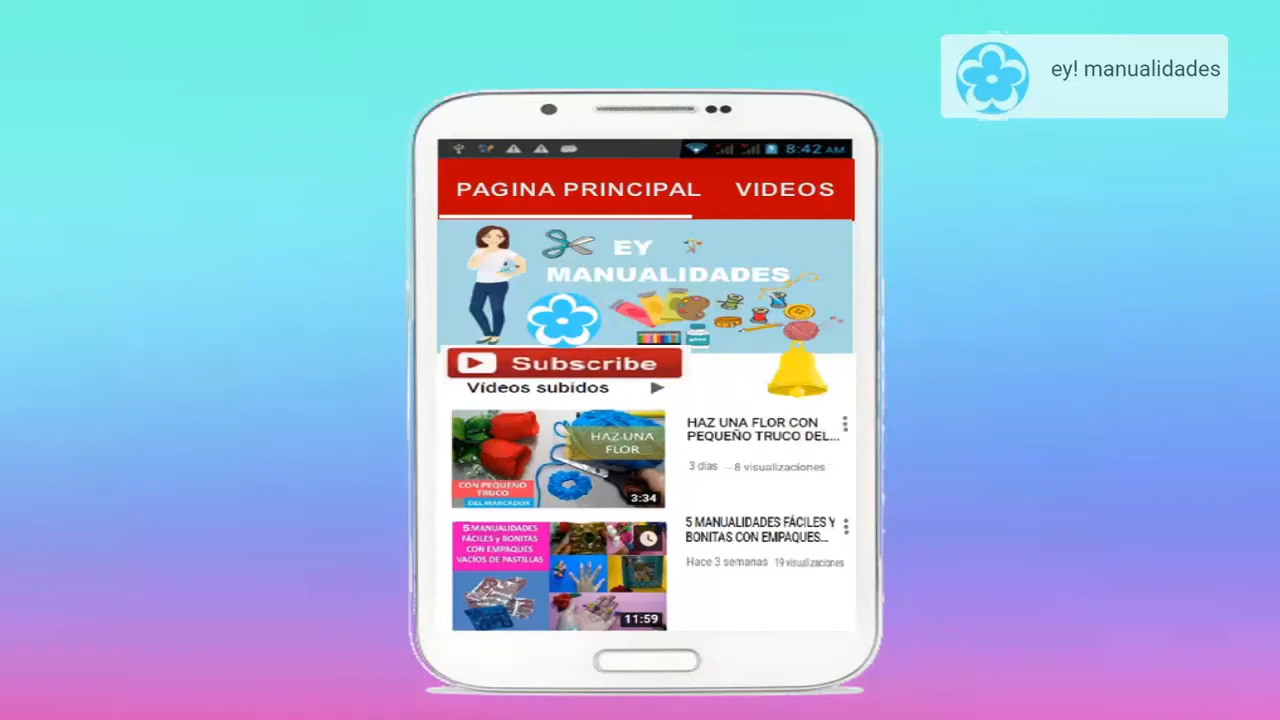 ey! manualidades
8:42 AM
PAGINA PRINCIPAL VIDEOS
EY
MANUALIDADES
Subscribe
Vídeos subidos
HAZ UNA
FLOR
CON PEQUEÑO
TRUCO
DEL MARCADOR
3:34
HAZ UNA FLOR CON
PEQUEÑO TRUCO DEL...
3 días – 8 visualizaciones
5 MANUALIDADES
FÁCILES y BONITAS
CON EMPAQUES
VACÍOS DE PASTILLAS
11:59
5 MANUALIDADES FÁCILES Y
BONITAS CON EMPAQUES...
Hace 3 semanas 19 visualizaciones